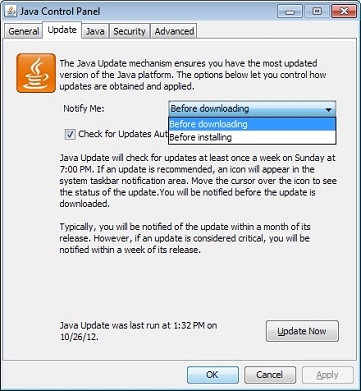 Java Control Panel
General Update Java Security Advanced
The Java Update mechanism ensures you have the most updated
version of the Java platform. The options below let you control how
updates are obtained and applied.
Notify Me: Before downloading
Before downloading
Before installing
Check for Updates Aut
Java Update will check for updates at least once a week on Sunday at
7:00 PM. If an update is recommended, an icon will appear in the
system taskbar notification area. Move the cursor over the icon to see
the status of the update.You will be notified before the update is
downloaded.
Typically, you will be notified of the update within a month of its
release. However, if an update is considered critical, you will be
notified within a week of its release.
Java Update was last run at 1:32 PM on
10/26/12.
Update Now
OK Cancel Apply